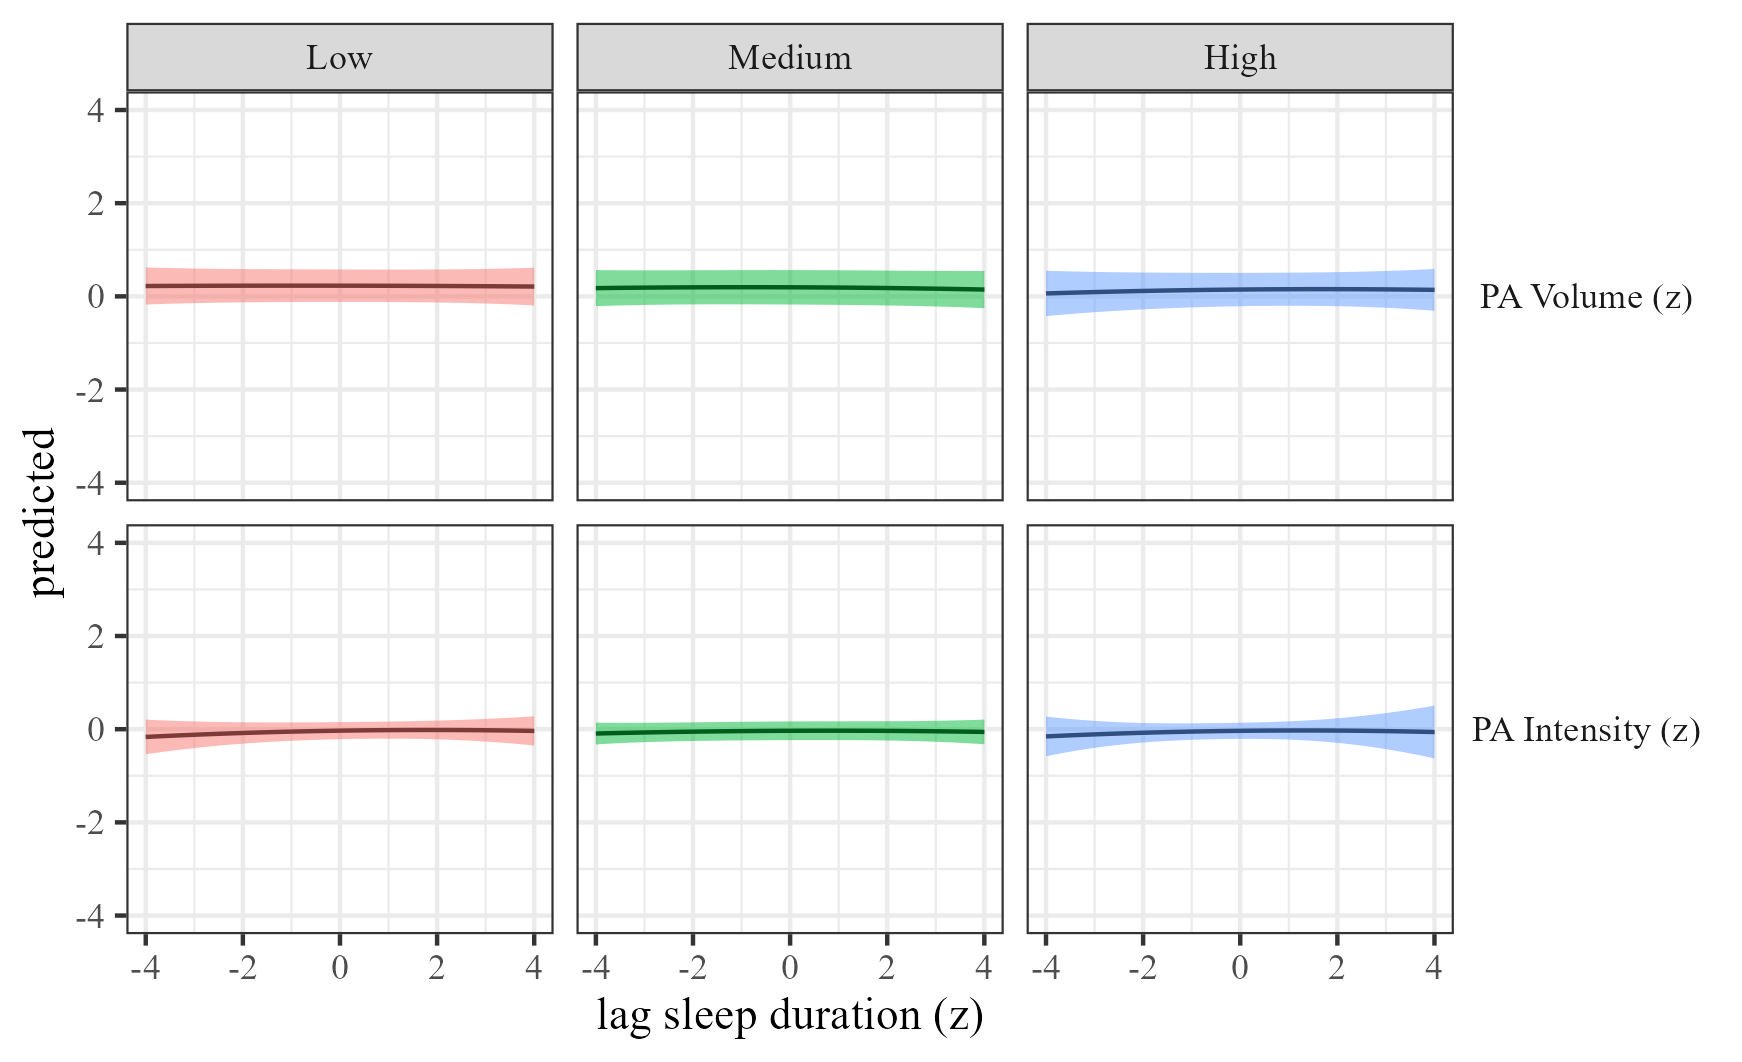 Low Medium High
4
2
0
-2
-4
PA Volume (z)
predicted
4
2
0
-2
-4
PA Intensity (z)
-4 -2 0 2 4 -4 -2 0 2 4 -4 -2 0 2 4
lag sleep duration (z)